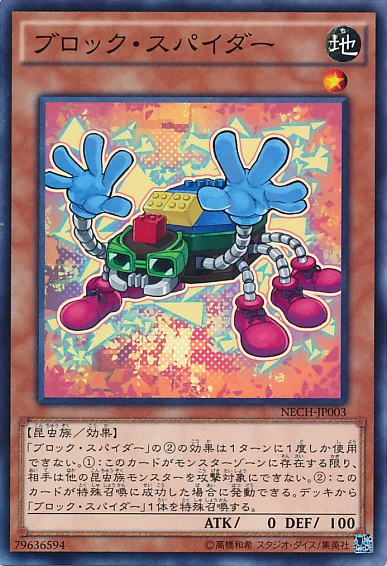 ブロック・スパイダー
地
NECH-JP003
【昆虫族／効果】
「ブロック・スパイダー」の②の効果は１ターンに１度しか使用
できない。①：このカードがモンスターゾーンに存在する限り、
相手は他の昆虫族モンスターを攻撃対象にできない。②：この
カードが特殊召喚に成功した場合に発動できる。デッキから
「ブロック・スパイダー」１体を特殊召喚する。
ATK/ 0 DEF/ 100
79636594 ©高橋和希 スタジオ・ダイス/集英社